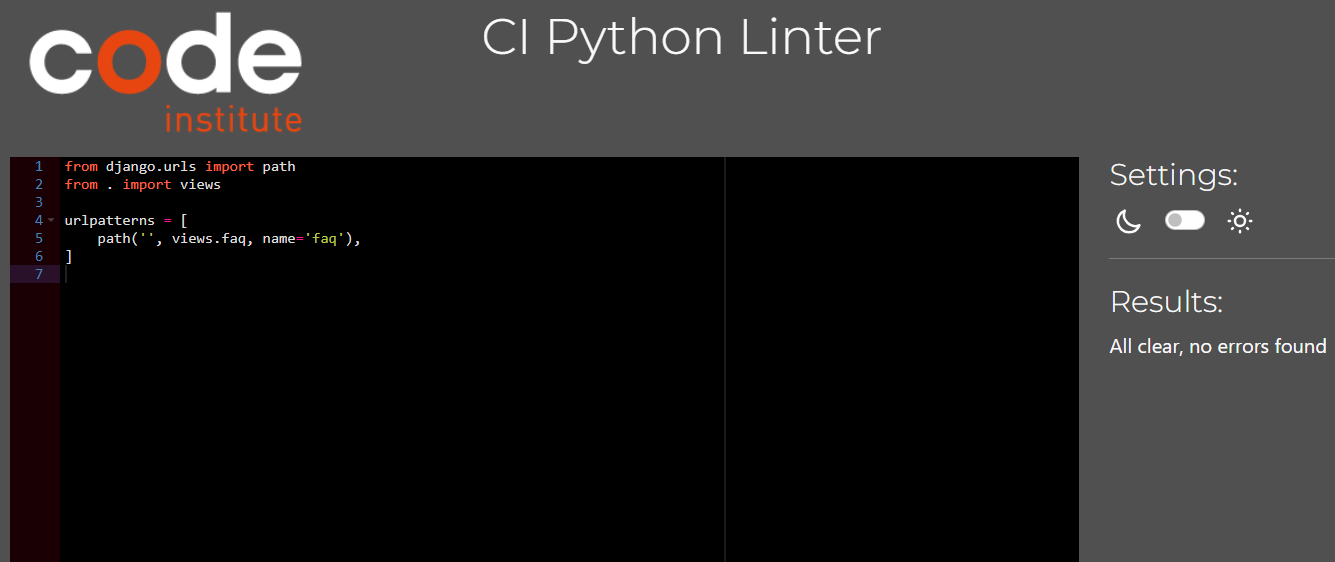 code
institute
CI Python Linter
1 from django.urls import path
2 from . import views
3
4 urlpatterns = [
5     path('', views.faq, name='faq'),
6 ]
7
Settings:
Results:
All clear, no errors found